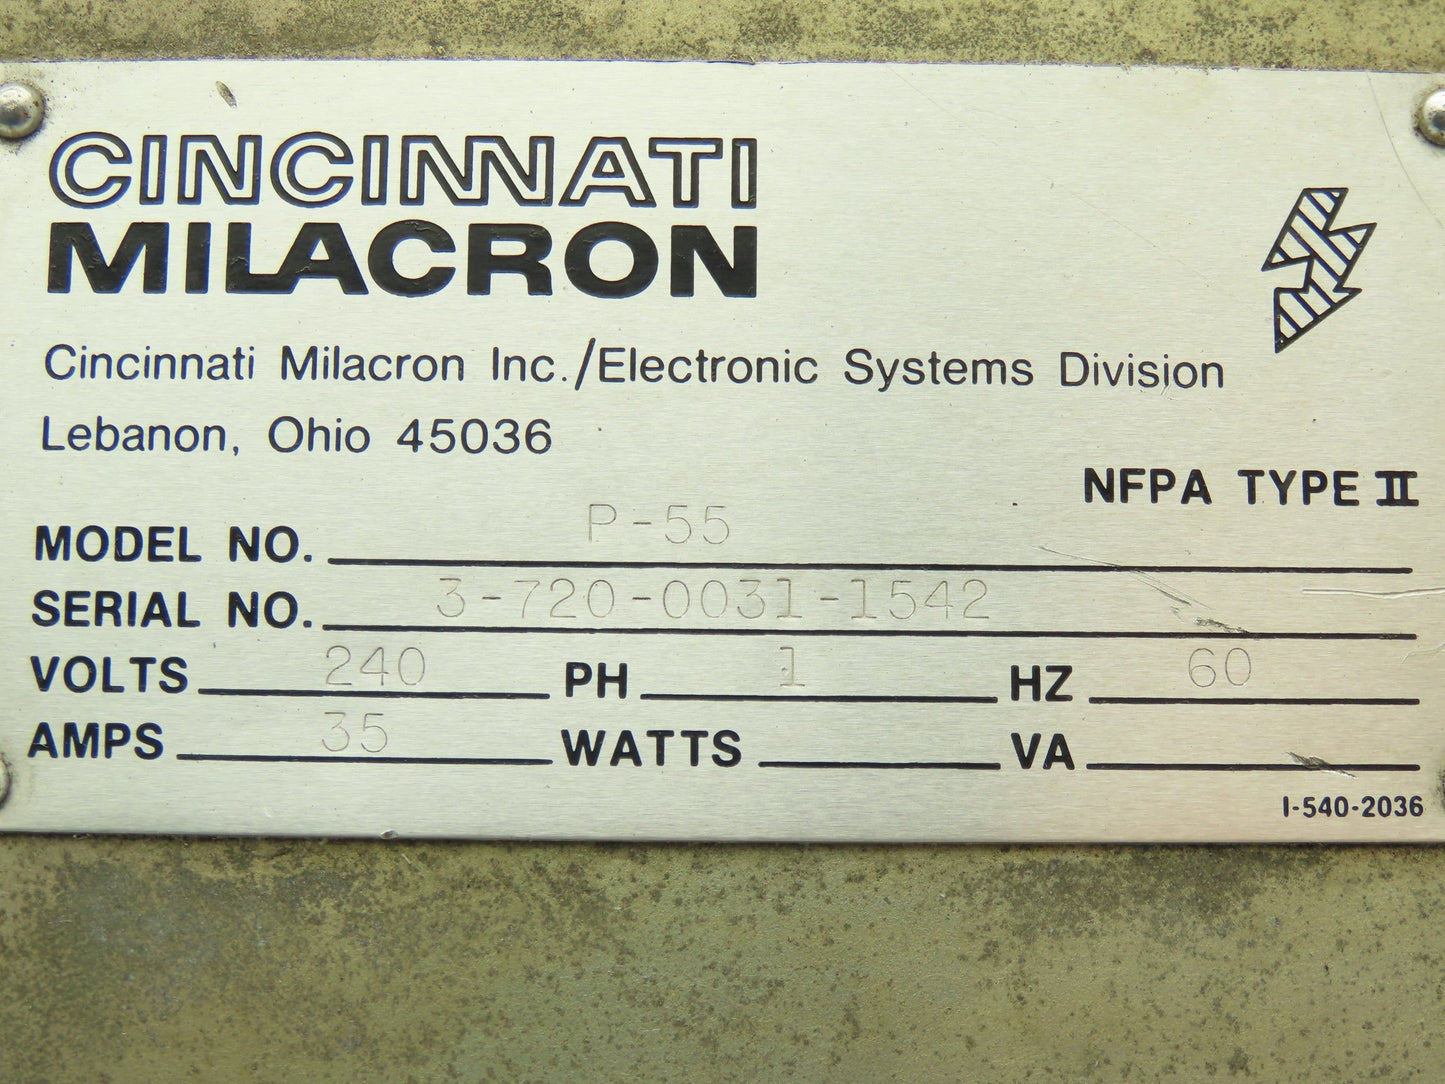 CINCINNATI
MILACRON
Cincinnati Milacron Inc./Electronic Systems Division
Lebanon, Ohio 45036
NFPA TYPE II
MODEL NO. P-55
SERIAL NO. 3-720-0031-1542
VOLTS 240 PH 1 HZ 60
AMPS 35 WATTS VA
I-540-2036